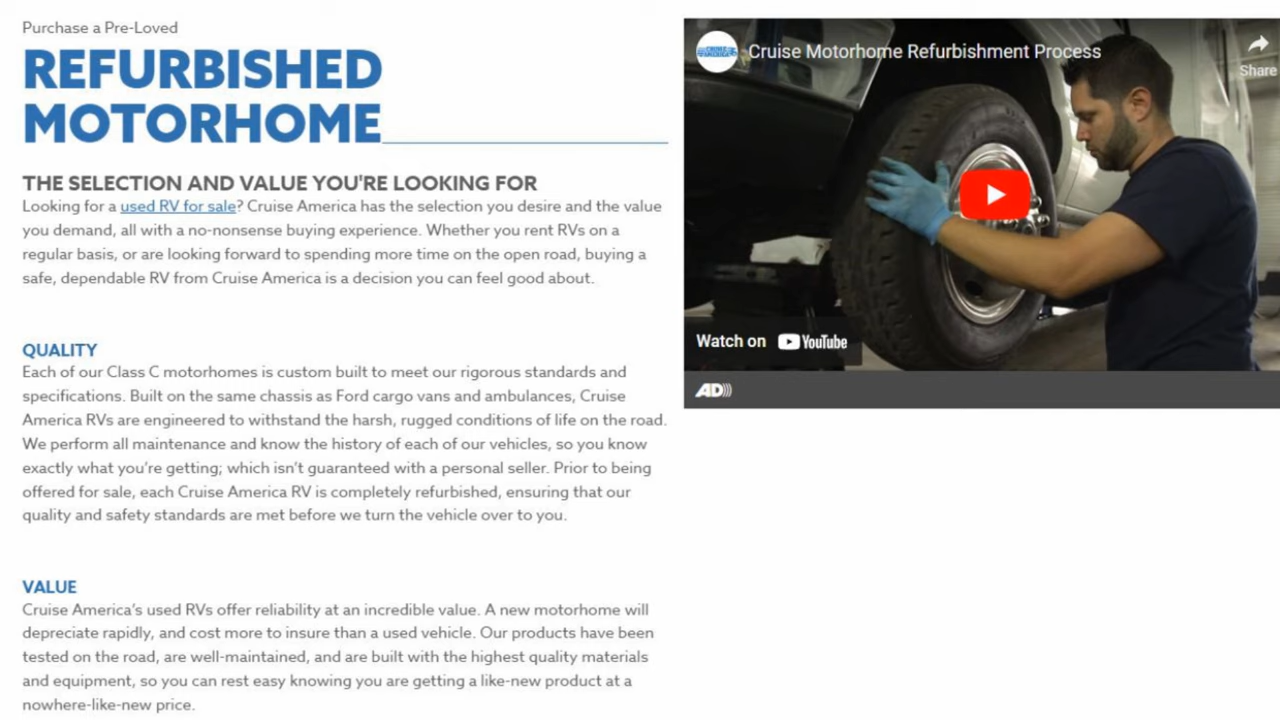 Purchase a Pre-Loved
REFURBISHED
MOTORHOME
THE SELECTION AND VALUE YOU'RE LOOKING FOR
Looking for a used RV for sale? Cruise America has the selection you desire and the value
you demand, all with a no-nonsense buying experience. Whether you rent RVs on a
regular basis, or are looking forward to spending more time on the open road, buying a
safe, dependable RV from Cruise America is a decision you can feel good about.
QUALITY
Each of our Class C motorhomes is custom built to meet our rigorous standards and
specifications. Built on the same chassis as Ford cargo vans and ambulances, Cruise
America RVs are engineered to withstand the harsh, rugged conditions of life on the road.
We perform all maintenance and know the history of each of our vehicles, so you know
exactly what you're getting; which isn't guaranteed with a personal seller. Prior to being
offered for sale, each Cruise America RV is completely refurbished, ensuring that our
quality and safety standards are met before we turn the vehicle over to you.
VALUE
Cruise America's used RVs offer reliability at an incredible value. A new motorhome will
depreciate rapidly, and cost more to insure than a used vehicle. Our products have been
tested on the road, are well-maintained, and are built with the highest quality materials
and equipment, so you can rest easy knowing you are getting a like-new product at a
nowhere-like-new price.
CRUISE AMERICA
Cruise Motorhome Refurbishment Process
Share
Watch on YouTube
AD